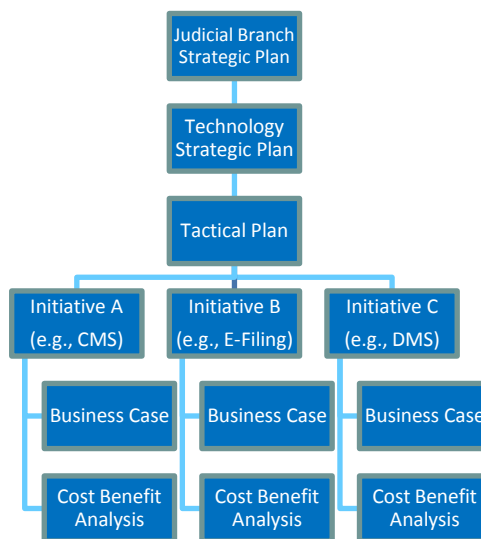 Judicial Branch
Strategic Plan
Technology
Strategic Plan
Tactical Plan
Initiative A
(e.g., CMS)
Initiative B
(e.g., E-Filing)
Initiative C
(e.g., DMS)
Business Case
Business Case
Business Case
Cost Benefit
Analysis
Cost Benefit
Analysis
Cost Benefit
Analysis